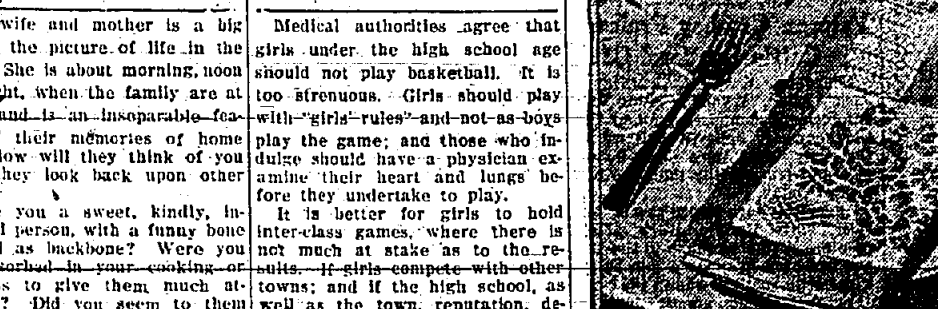 wife and mother is a big
the picture of life in the
She is about morning, noon
ht, when the family are at
and is an inseparable fea-
their memories of home
low will they think of you
hey look back upon other
you a sweet, kindly, in-
l person, with a funny bone
l as backbone? Were you
sorbed in your cooking or
s to give them much at-
? Did you seem to them
Medical authorities agree that
girls under the high school age
should not play basketball. It is
too strenuous. Girls should play
with "girls' rules" and not as boys
play the game; and those who in-
dulge should have a physician ex-
amine their heart and lungs be-
fore they undertake to play.
It is better for girls to hold
inter-class games, where there is
not much at stake as to the re-
sults. If girls compete with other
towns; and if the high school, as
well as the town, reputation, de-